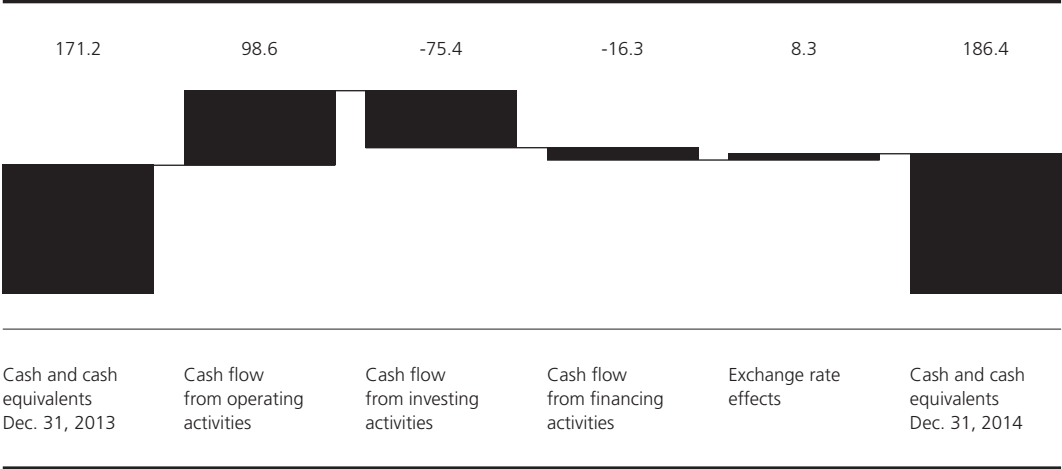 171.2 98.6 -75.4 -16.3 8.3 186.4
Cash and cash
equivalents
Dec. 31, 2013
Cash flow
from operating
activities
Cash flow
from investing
activities
Cash flow
from financing
activities
Exchange rate
effects
Cash and cash
equivalents
Dec. 31, 2014